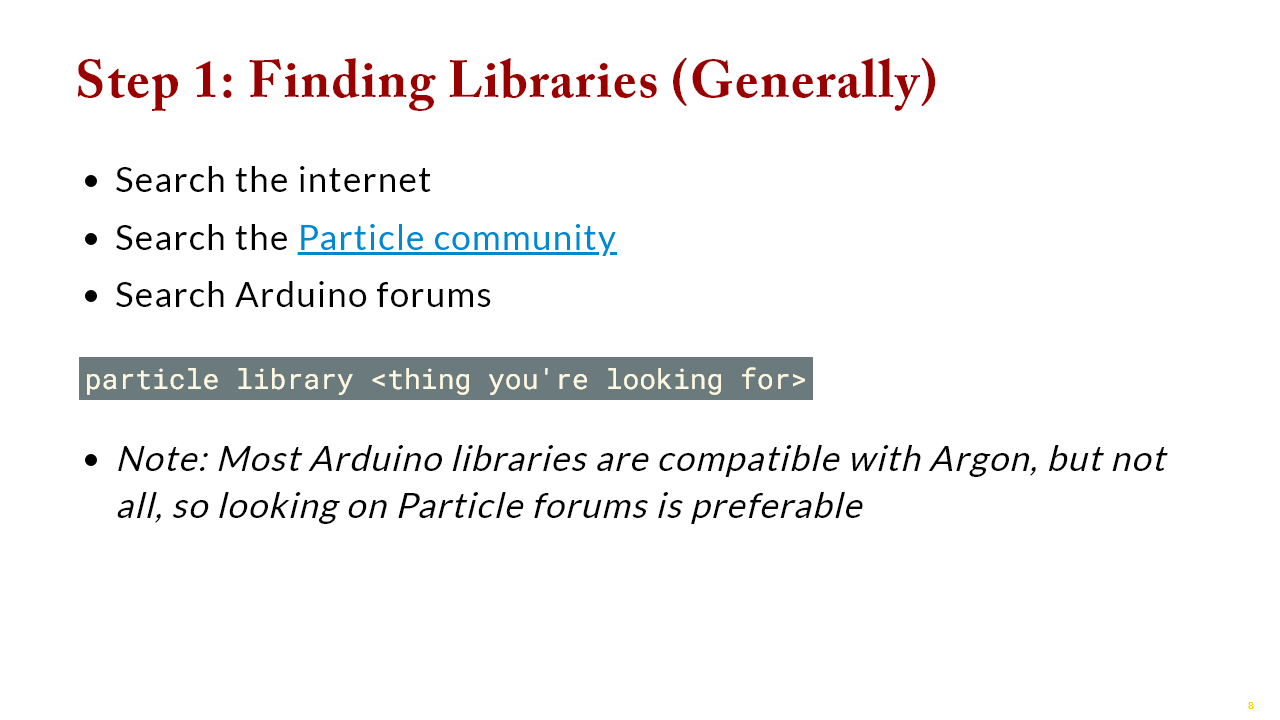 Step 1: Finding Libraries (Generally)
• Search the internet
• Search the Particle community
• Search Arduino forums
particle library <thing you're looking for>
• Note: Most Arduino libraries are compatible with Argon, but not
all, so looking on Particle forums is preferable
8